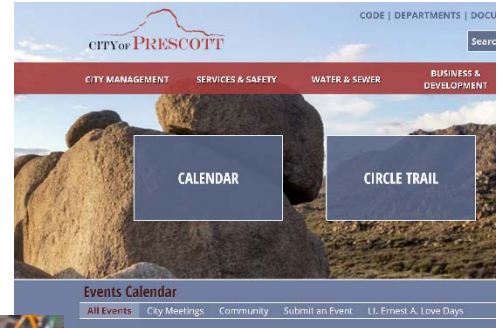 CODE | DEPARTMENTS | DOCU
CITY OF PRESCOTT
Searc
CITY MANAGEMENT SERVICES & SAFETY WATER & SEWER BUSINESS &
DEVELOPMENT
CALENDAR CIRCLE TRAIL
Events Calendar
All Events City Meetings Community Submit an Event Lt. Ernest A. Love Days